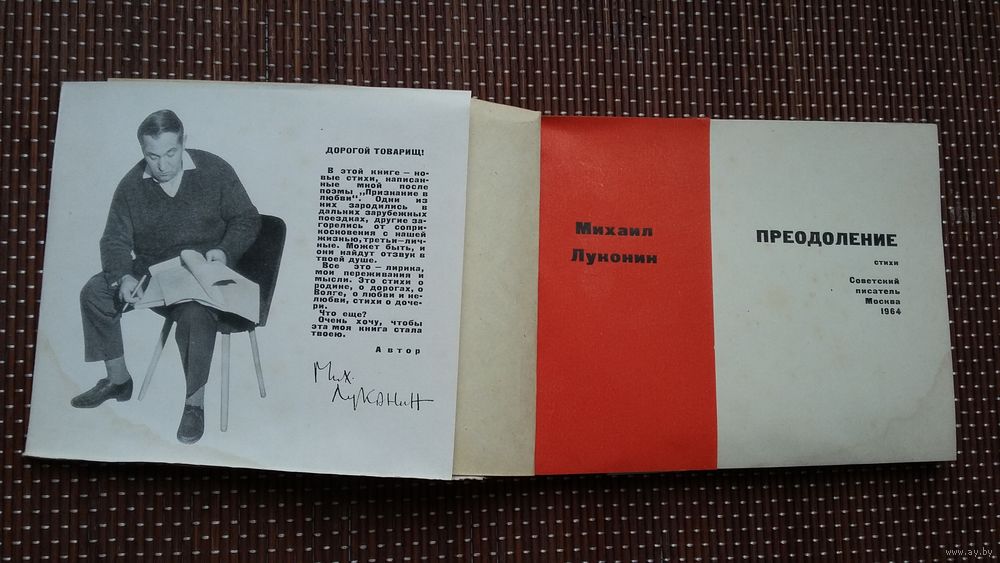 ДОРОГОЙ ТОВАРИЩ!
В этой книге — но-
вые стихи, написан-
ные мной после
поэмы „Признание в
любви“. Одни из
них зародились в
дальних зарубежных
поездках, другие за-
горелись от сопри-
косновения с нашей
жизнью, третьи — лич-
ные. Может быть, и
они найдут отзвук в
твоей душе.
Все это — лирика,
мои переживания и
мысли. Это стихи о
родине, о дорогах, о
Волге, о любви и не-
любви, стихи о доче-
ри.
Что еще?
Очень хочу, чтобы
эта моя книга стала
твоею.
Автор
Мих.
Луконин
Михаил
Луконин
ПРЕОДОЛЕНИЕ
стихи
Советский
писатель
Москва
1964
www.ay.by